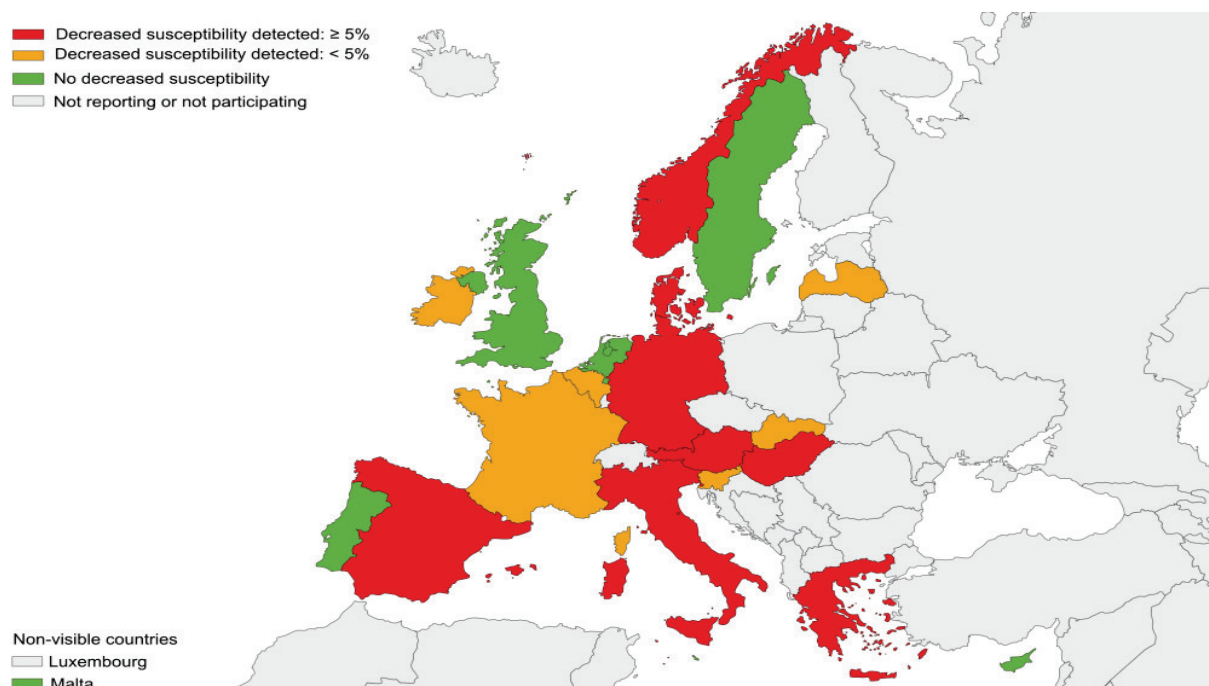 Decreased susceptibility detected: ≥ 5%
Decreased susceptibility detected: < 5%
No decreased susceptibility
Not reporting or not participating
Non-visible countries
Luxembourg
Malta